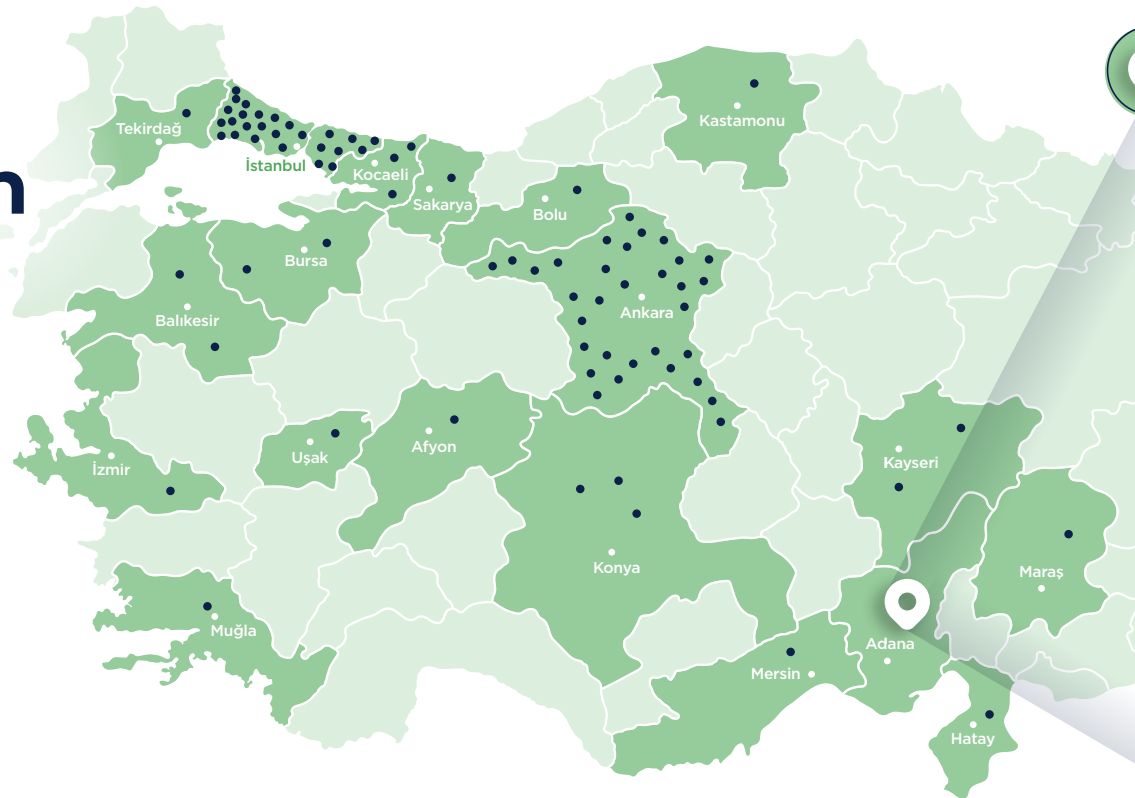 Tekirdağ
İstanbul
Kocaeli
Sakarya
Kastamonu
Bolu
Bursa
Balıkesir
Ankara
İzmir
Uşak
Afyon
Kayseri
Konya
Maraş
Muğla
Adana
Mersin
Hatay
n